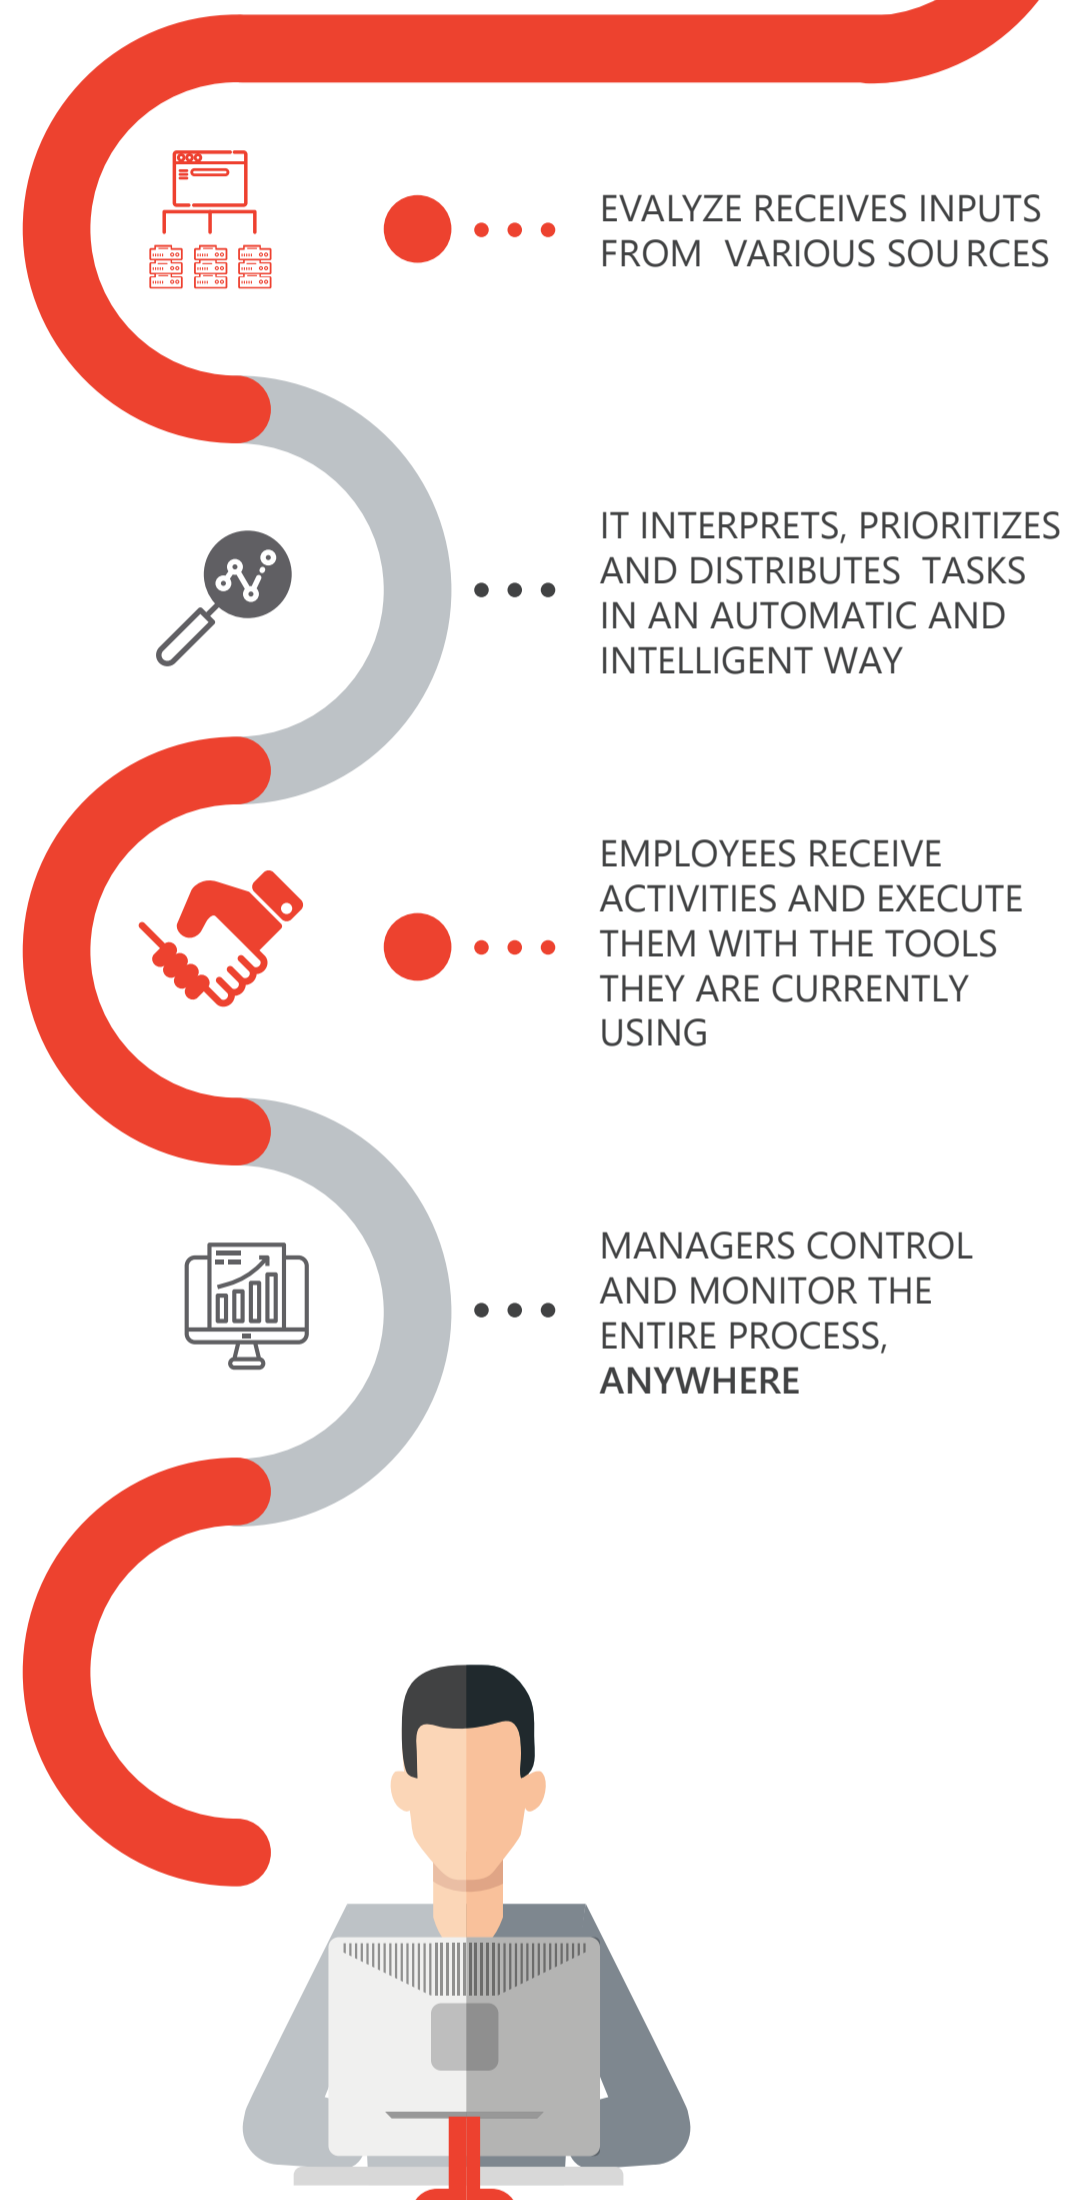 EVALYZE RECEIVES INPUTS
FROM VARIOUS SOURCES
IT INTERPRETS, PRIORITIZES
AND DISTRIBUTES TASKS
IN AN AUTOMATIC AND
INTELLIGENT WAY
EMPLOYEES RECEIVE
ACTIVITIES AND EXECUTE
THEM WITH THE TOOLS
THEY ARE CURRENTLY
USING
MANAGERS CONTROL
AND MONITOR THE
ENTIRE PROCESS,
ANYWHERE